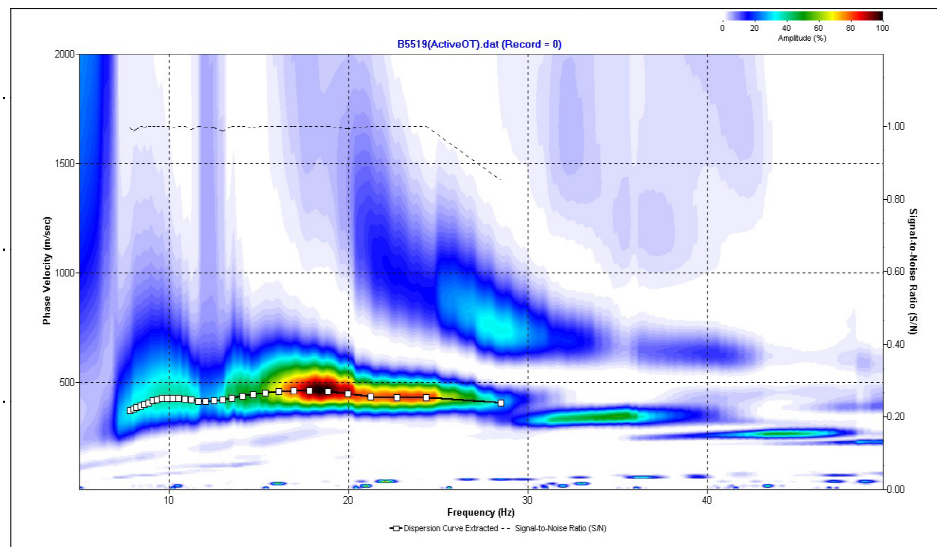 0 20 40 60 80 100
Amplitude (%)
B5519(ActiveOT).dat (Record = 0)
2000
1500
1000
500
0
Phase Velocity (m/sec)
1.00
0.80
0.60
0.40
0.20
0.00
Signal-to-Noise Ratio (S/N)
10 20 30 40
Frequency (Hz)
Dispersion Curve Extracted Signal-to-Noise Ratio (S/N)